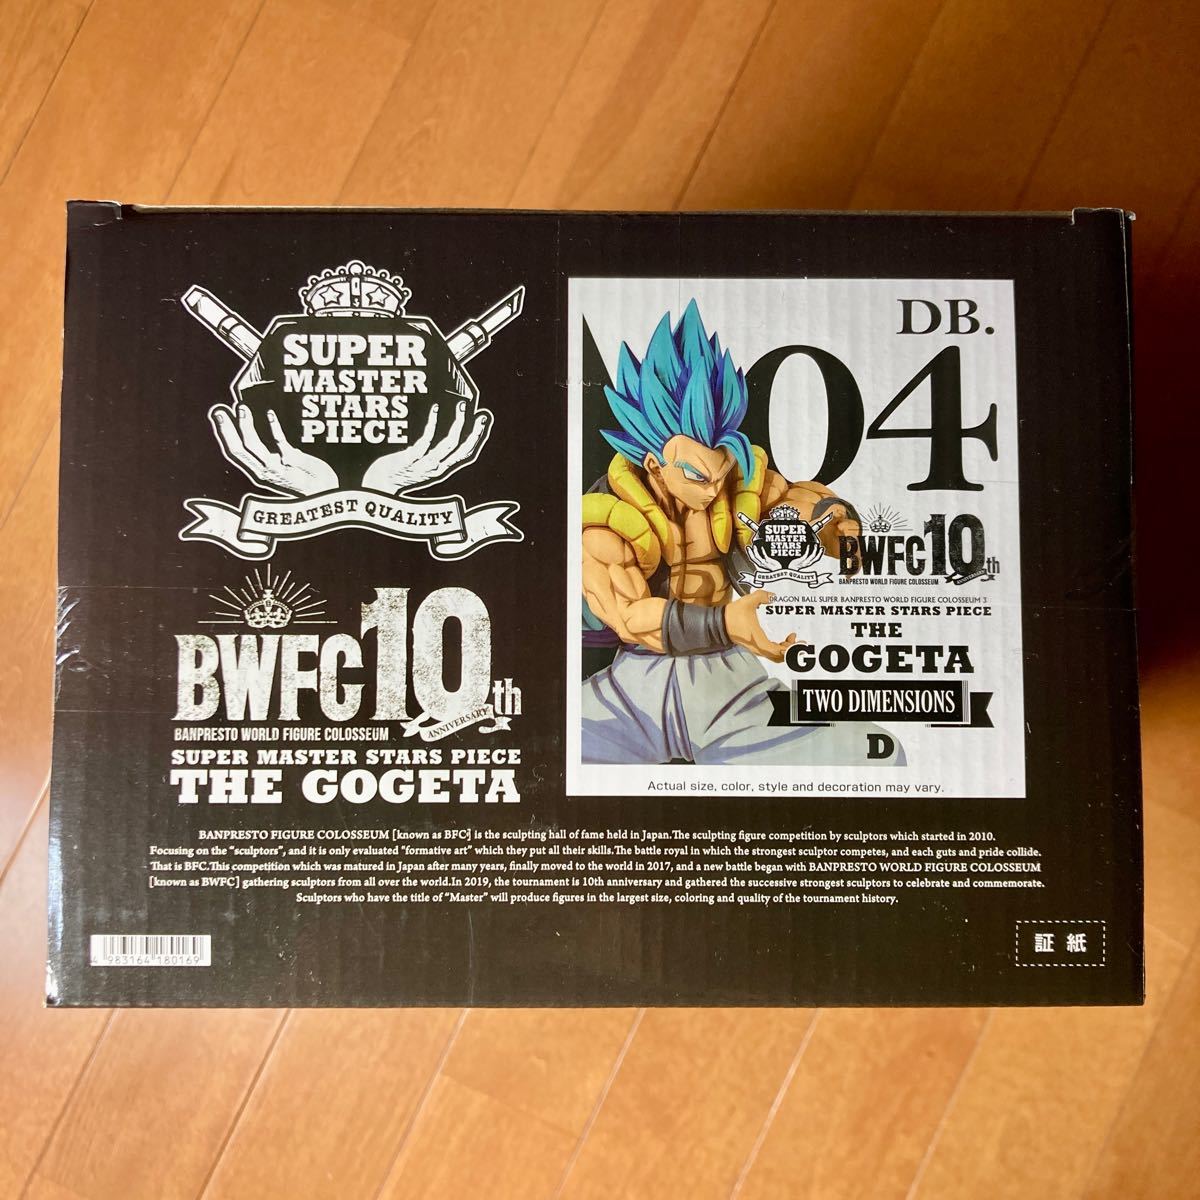 SUPER
MASTER
STARS
PIECE
GREATEST QUALITY
BWFC10th
ANNIVERSARY
BANPRESTO WORLD FIGURE COLOSSEUM
SUPER MASTER STARS PIECE
THE GOGETA
DB.
04
SUPER
MASTER
STARS
PIECE
GREATEST QUALITY
BWFC10th
ANNIVERSARY
BANPRESTO WORLD FIGURE COLOSSEUM
DRAGON BALL SUPER BANPRESTO WORLD FIGURE COLOSSEUM 3
SUPER MASTER STARS PIECE
THE
GOGETA
TWO DIMENSIONS
D
Actual size, color, style and decoration may vary.
BANPRESTO FIGURE COLOSSEUM [known as BFC] is the sculpting hall of fame held in Japan.The sculpting figure competition by sculptors which started in 2010.
Focusing on the "sculptors", and it is only evaluated "formative art" which they put all their skills.The battle royal in which the strongest sculptor competes, and each guts and pride collide.
That is BFC.This competition which was matured in Japan after many years, finally moved to the world in 2017, and a new battle began with BANPRESTO WORLD FIGURE COLOSSEUM
[known as BWFC] gathering sculptors from all over the world.In 2019, the tournament is 10th anniversary and gathered the successive strongest sculptors to celebrate and commemorate.
Sculptors who have the title of "Master" will produce figures in the largest size, coloring and quality of the tournament history.
4 983164 180169
証紙